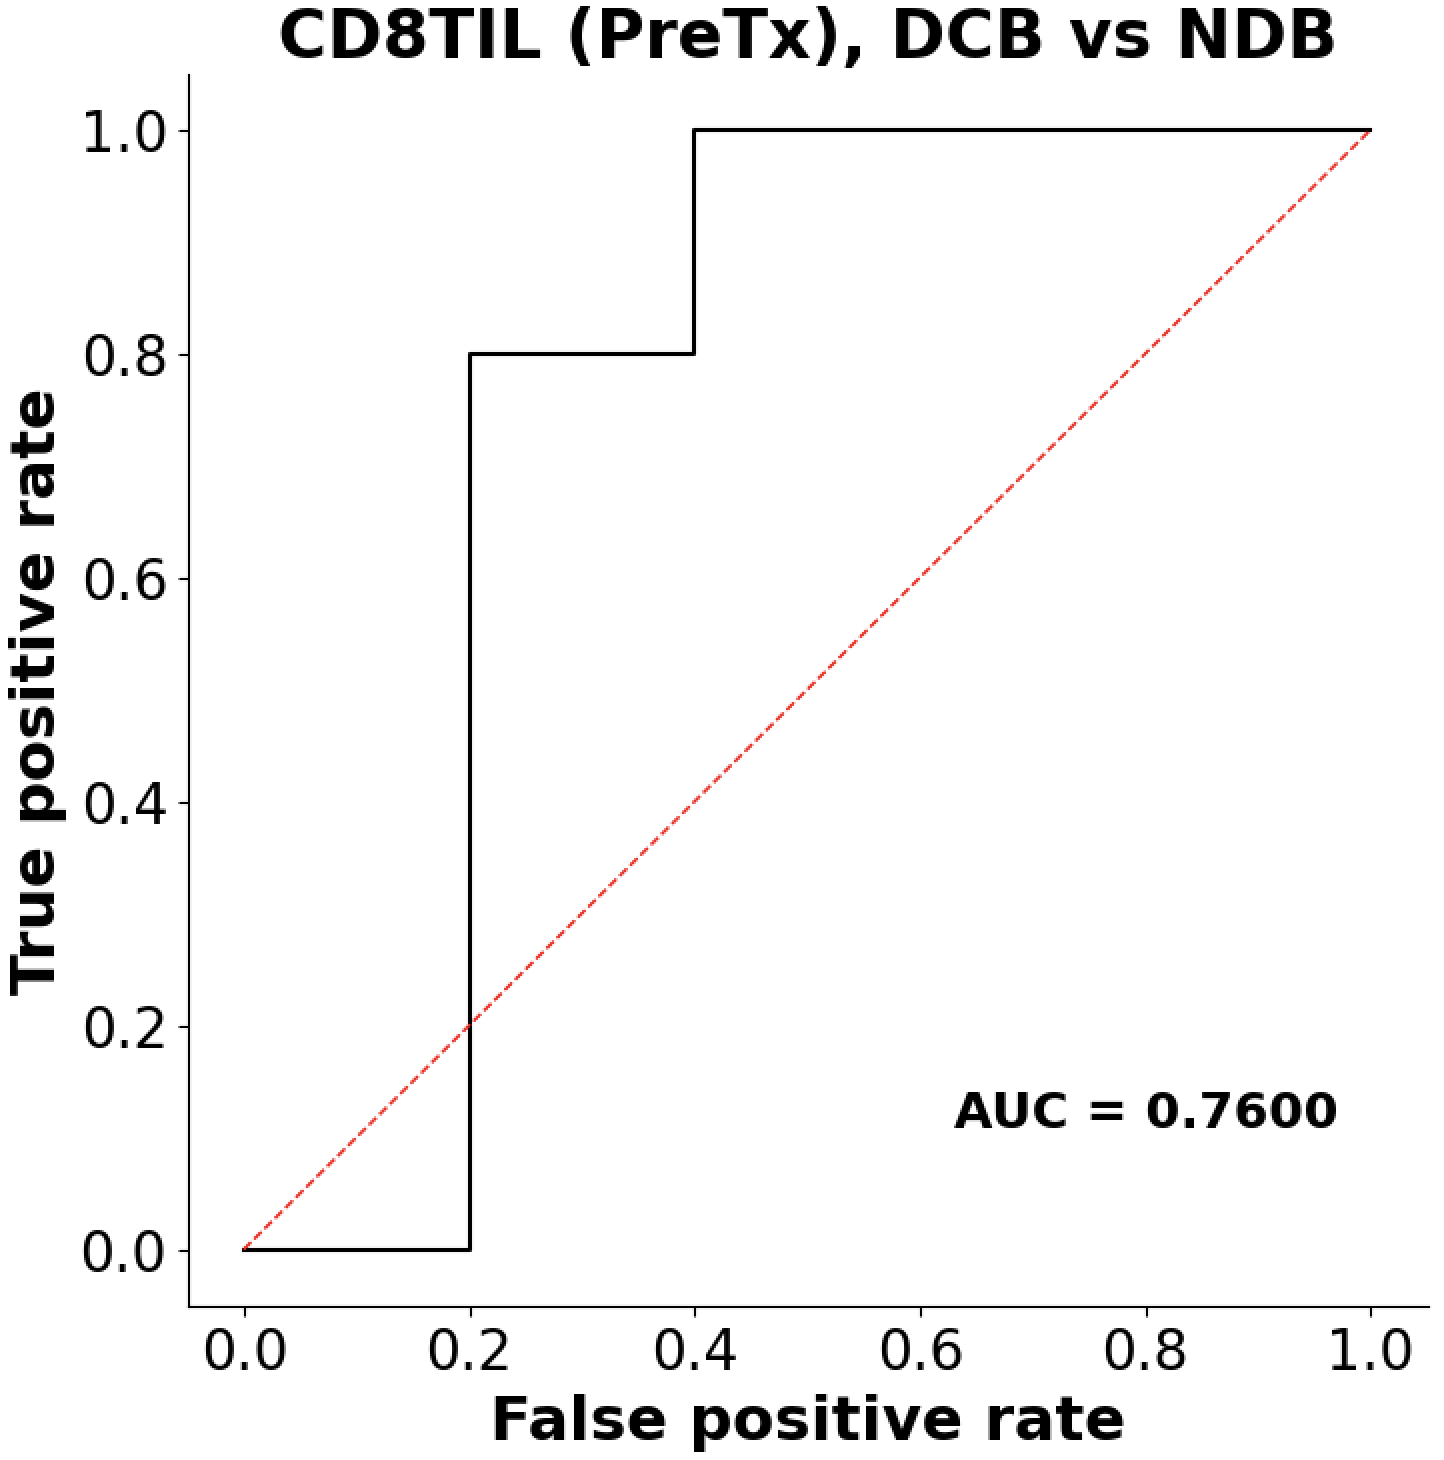 CD8TIL (PreTx), DCB vs NDB
True positive rate
1.0
0.8
0.6
0.4
0.2
0.0
AUC = 0.7600
0.0 0.2 0.4 0.6 0.8 1.0
False positive rate